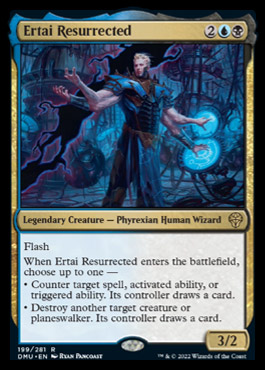 Ertai Resurrected 2
Legendary Creature — Phyrexian Human Wizard
Flash
When Ertai Resurrected enters the battlefield,
choose up to one —
• Counter target spell, activated ability, or
triggered ability. Its controller draws a card.
• Destroy another target creature or
planeswalker. Its controller draws a card.
3/2
199/281 R
DMU • EN Ryan Pancoast ™ & © 2022 Wizards of the Coast